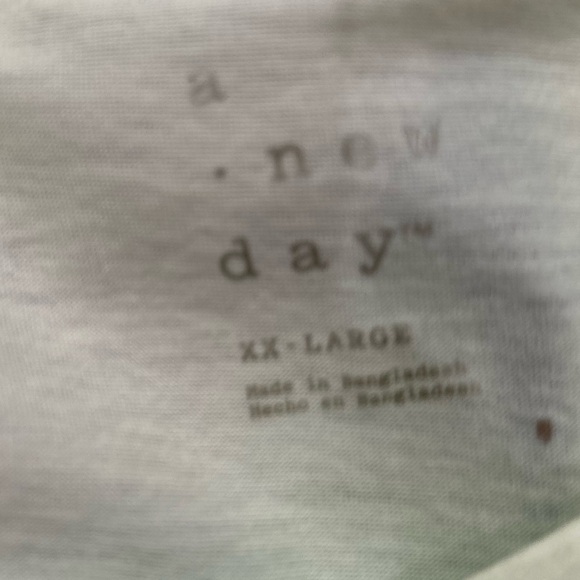 a
· new
day™
XX-LARGE
Made in Bangladesh
Hecho en Bangladesh